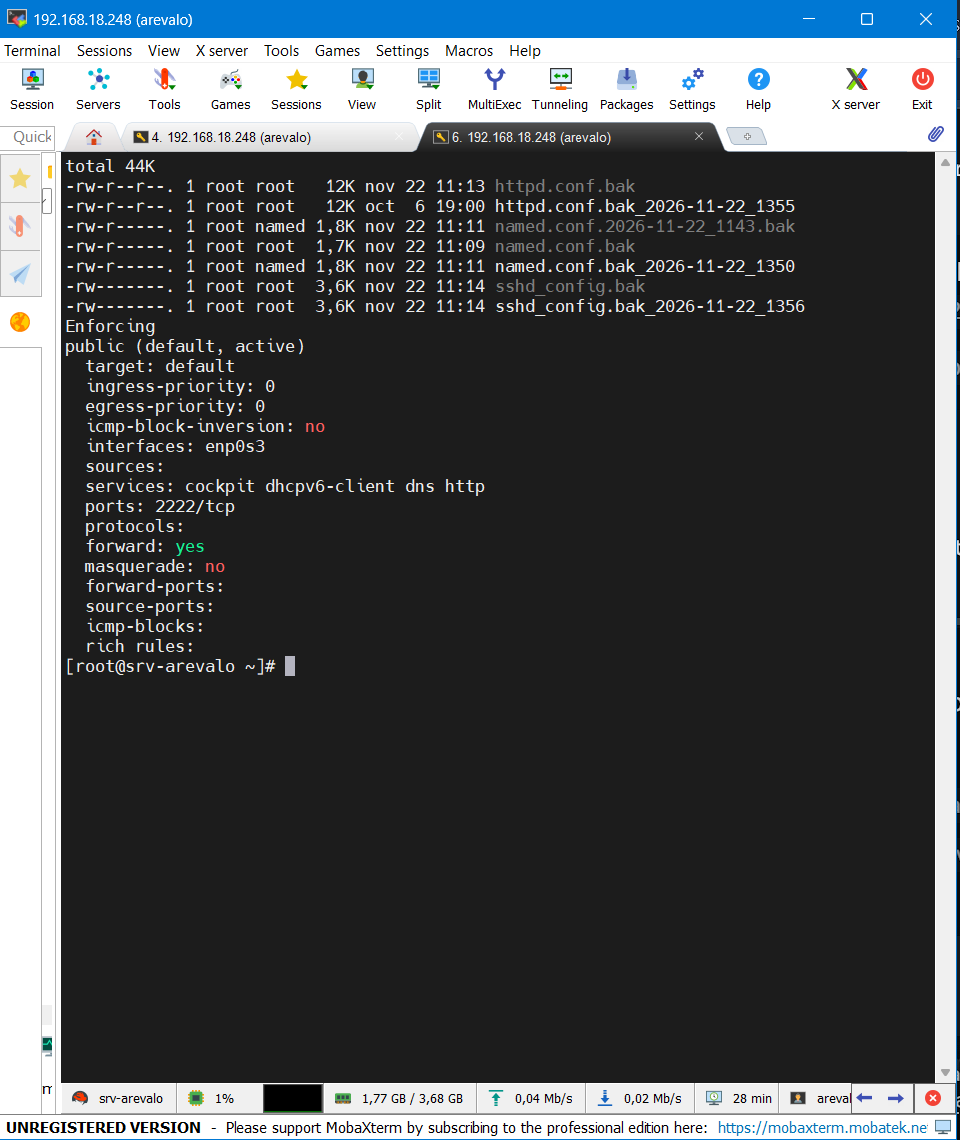 192.168.18.248 (arevalo)
Terminal Sessions View X server Tools Games Settings Macros Help
Session Servers Tools Games Sessions View Split MultiExec Tunneling Packages Settings Help X server Exit
Quick 4. 192.168.18.248 (arevalo) 6. 192.168.18.248 (arevalo)
total 44K
-rw-r--r--. 1 root root   12K nov 22 11:13 httpd.conf.bak
-rw-r--r--. 1 root root   12K oct  6 19:00 httpd.conf.bak_2026-11-22_1355
-rw-r-----. 1 root named 1,8K nov 22 11:11 named.conf.2026-11-22_1143.bak
-rw-r-----. 1 root root  1,7K nov 22 11:09 named.conf.bak
-rw-r-----. 1 root named 1,8K nov 22 11:11 named.conf.bak_2026-11-22_1350
-rw-------. 1 root root  3,6K nov 22 11:14 sshd_config.bak
-rw-------. 1 root root  3,6K nov 22 11:14 sshd_config.bak_2026-11-22_1356
Enforcing
public (default, active)
  target: default
  ingress-priority: 0
  egress-priority: 0
  icmp-block-inversion: no
  interfaces: enp0s3
  sources:
  services: cockpit dhcpv6-client dns http
  ports: 2222/tcp
  protocols:
  forward: yes
  masquerade: no
  forward-ports:
  source-ports:
  icmp-blocks:
  rich rules:
[root@srv-arevalo ~]#
srv-arevalo 1% 1,77 GB / 3,68 GB 0,04 Mb/s 0,02 Mb/s 28 min areval
UNREGISTERED VERSION - Please support MobaXterm by subscribing to the professional edition here: https://mobaxterm.mobatek.ne